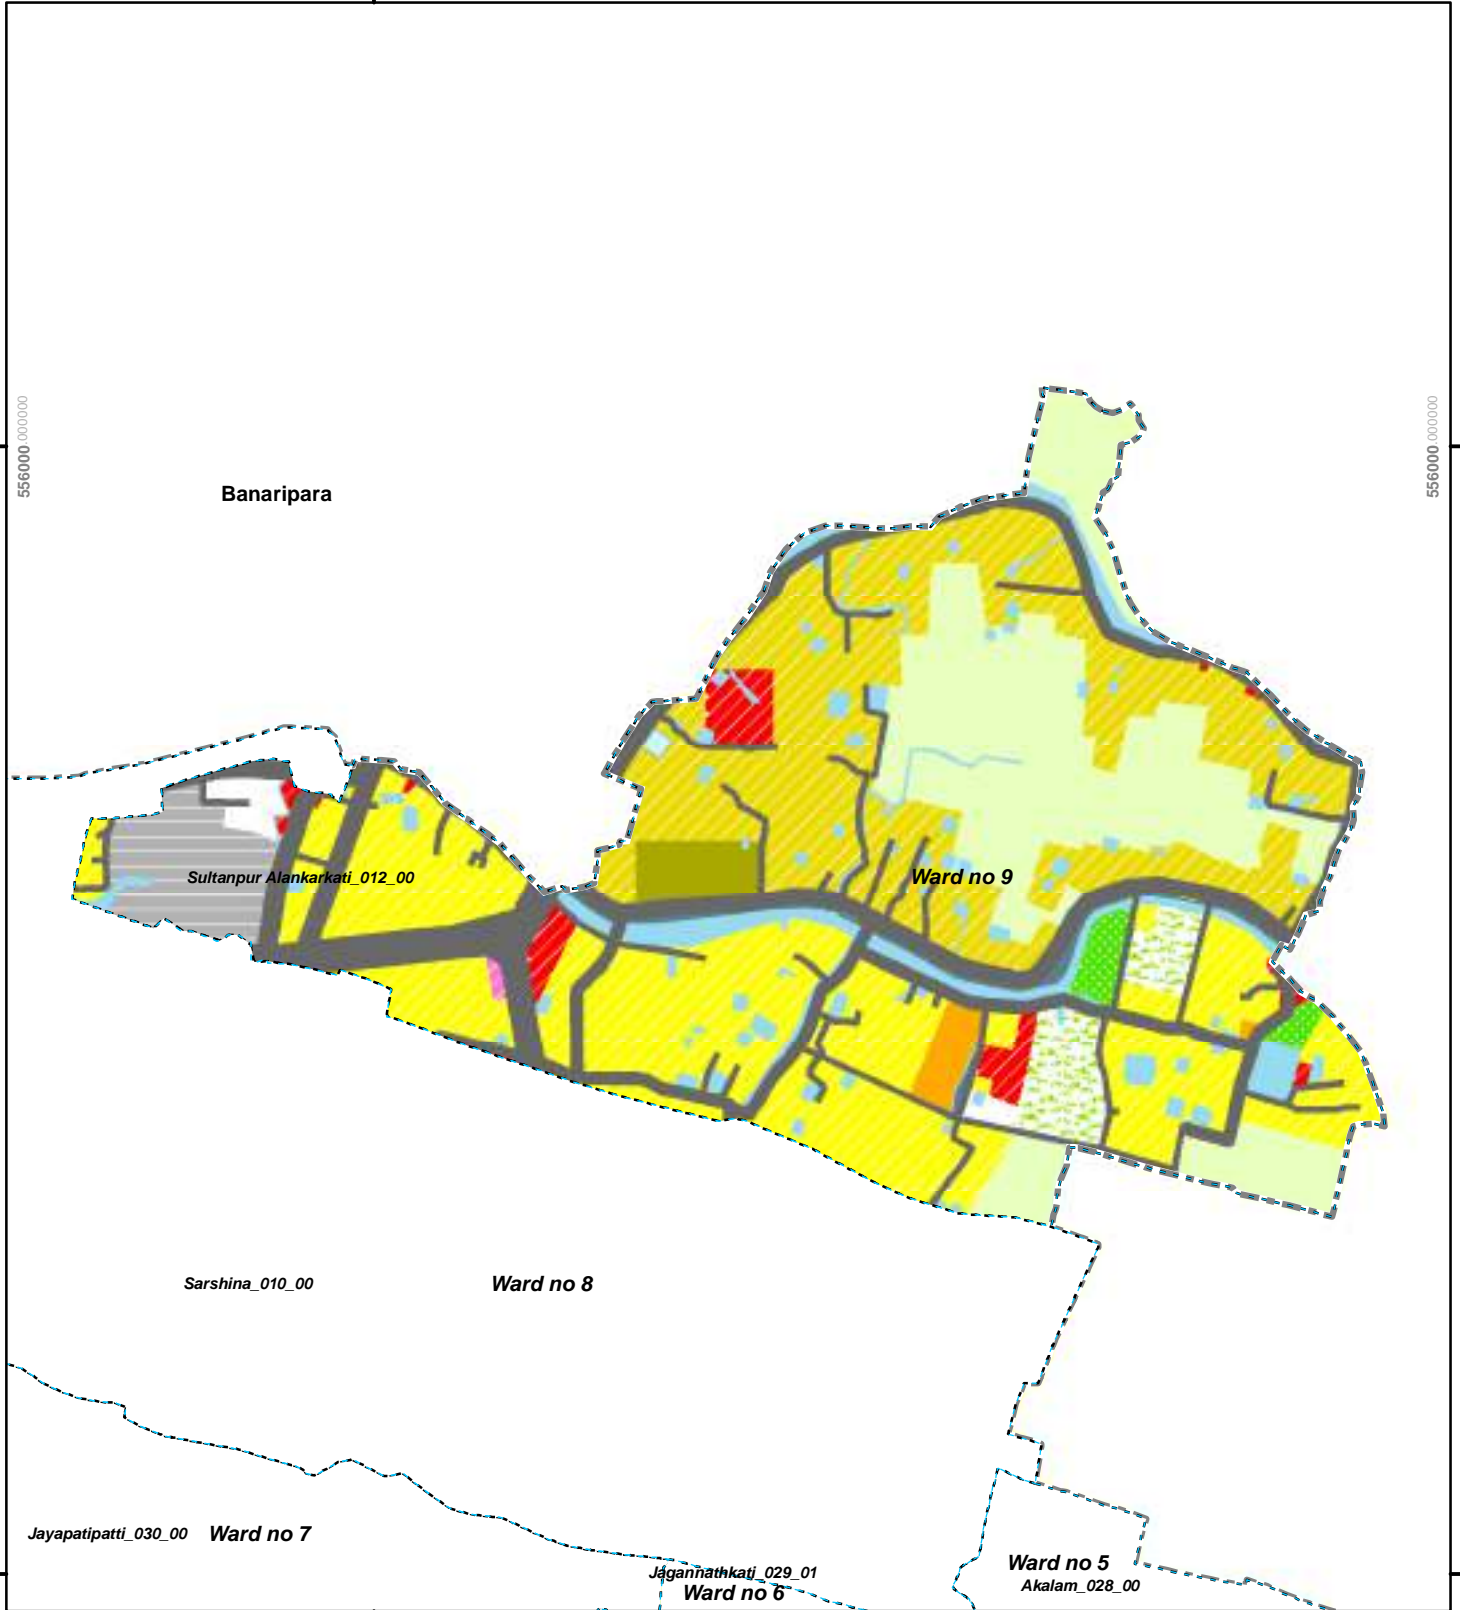 556000.000000
556000.000000
Banaripara
Sultanpur Alankarkati_012_00
Ward no 9
Sarshina_010_00
Ward no 8
Jayapatipatti_030_00
Ward no 7
Ward no 5
Jagannathkati_029_01
Akalam_028_00
Ward no 6